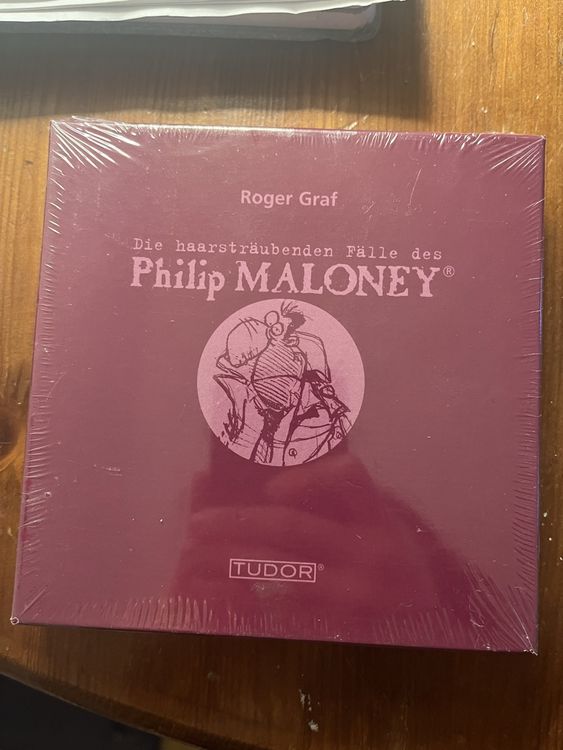 Roger Graf
Die haarsträubenden Fälle des
Philip MALONEY®
TUDOR®